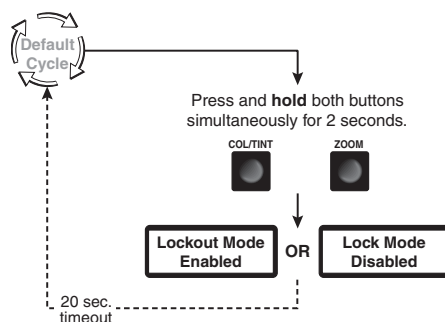 Default
Cycle
Press and hold both buttons
simultaneously for 2 seconds.
COL/TINT ZOOM
Lockout Mode
Enabled
OR
Lock Mode
Disabled
20 sec.
timeout